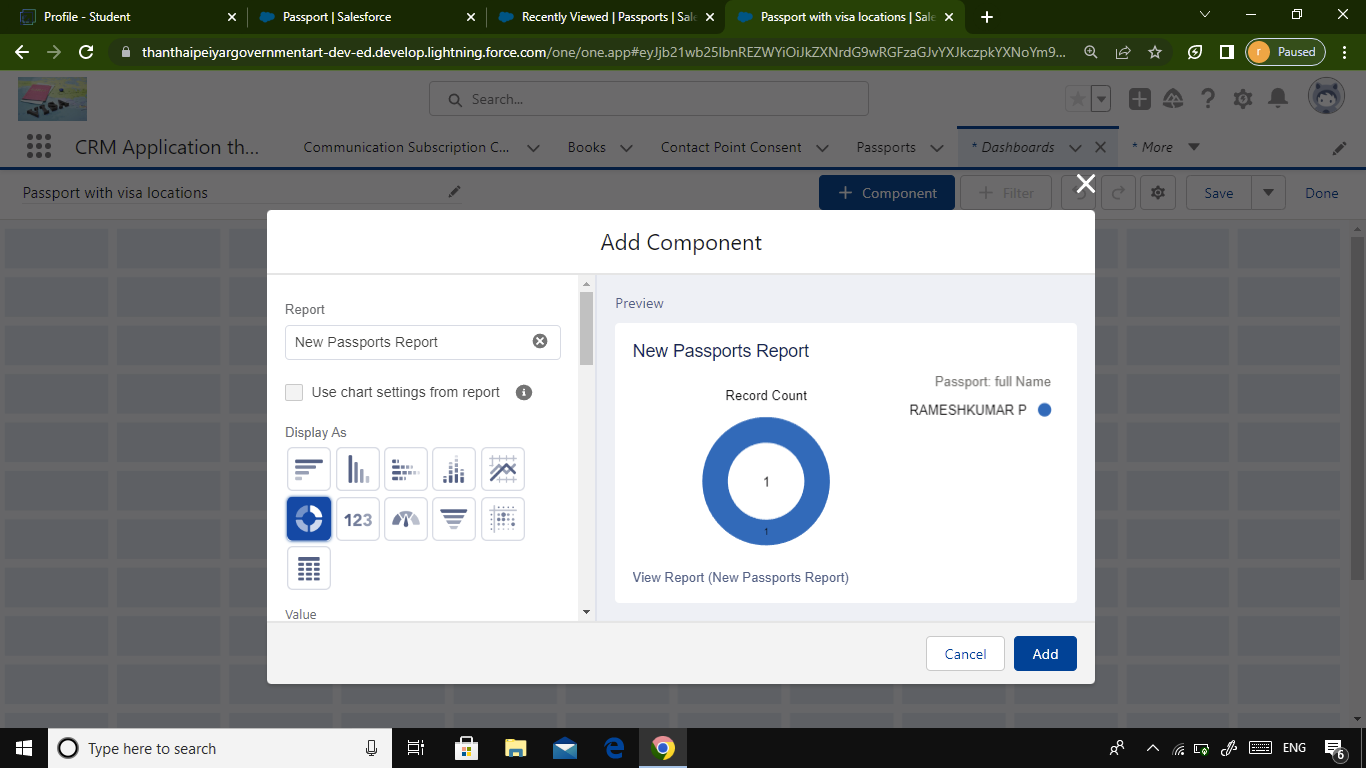 Profile - Student
Passport | Salesforce
Recently Viewed | Passports | Sal
Passport with visa locations | Sale
thanthaipeiyargovernmentart-dev-ed.develop.lightning.force.com/one/one.app#eyJjb21wb25lbnREZWYiOiJkZXNrdG9wRGFzaGJvYXJkczpkYXNoYm9...
r
Paused
VISA
Search...
CRM Application th...
Communication Subscription C...
Books
Contact Point Consent
Passports
* Dashboards
* More
Passport with visa locations
+ Component
+ Filter
Save
Done
Add Component
Report
New Passports Report
Use chart settings from report
Display As
123
Value
Preview
New Passports Report
Record Count
Passport: full Name
RAMESHKUMAR P
1
1
View Report (New Passports Report)
Cancel
Add
Type here to search
ENG
6